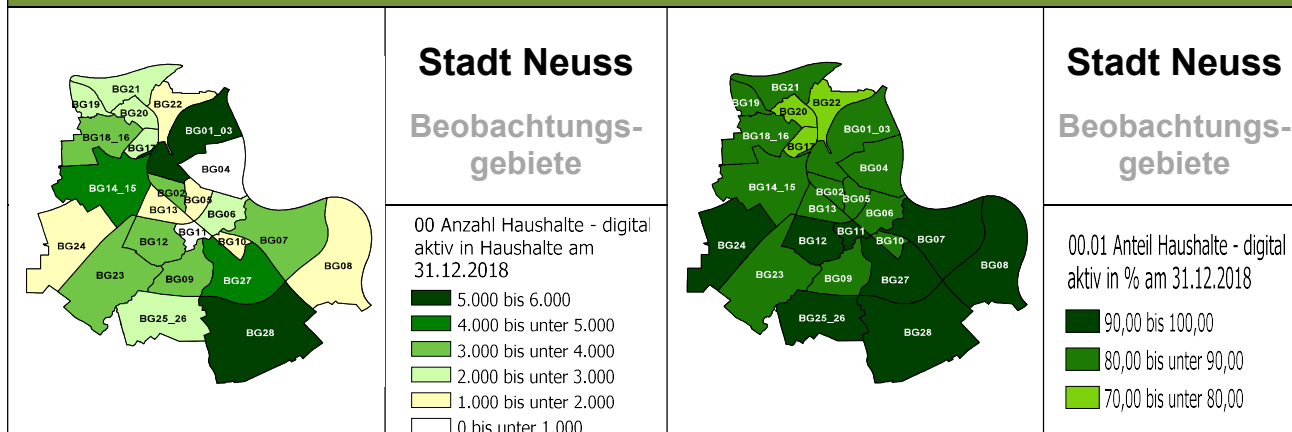 Stadt Neuss
Beobachtungs-
gebiete
00 Anzahl Haushalte - digital
aktiv in Haushalte am
31.12.2018
5.000 bis 6.000
4.000 bis unter 5.000
3.000 bis unter 4.000
2.000 bis unter 3.000
1.000 bis unter 2.000
0 bis unter 1.000
BG21
BG19
BG22
BG20
BG18_16
BG01_03
BG17
BG04
BG14_15
BG02
BG05
BG13
BG06
BG24
BG12
BG11
BG10
BG07
BG08
BG23
BG09
BG27
BG25_26
BG28
Stadt Neuss
Beobachtungs-
gebiete
00.01 Anteil Haushalte - digital
aktiv in % am 31.12.2018
90,00 bis 100,00
80,00 bis unter 90,00
70,00 bis unter 80,00
BG21
BG19
BG22
BG20
BG18_16
BG01_03
BG17
BG04
BG14_15
BG02
BG05
BG13
BG06
BG24
BG12
BG11
BG10
BG07
BG08
BG23
BG09
BG27
BG25_26
BG28